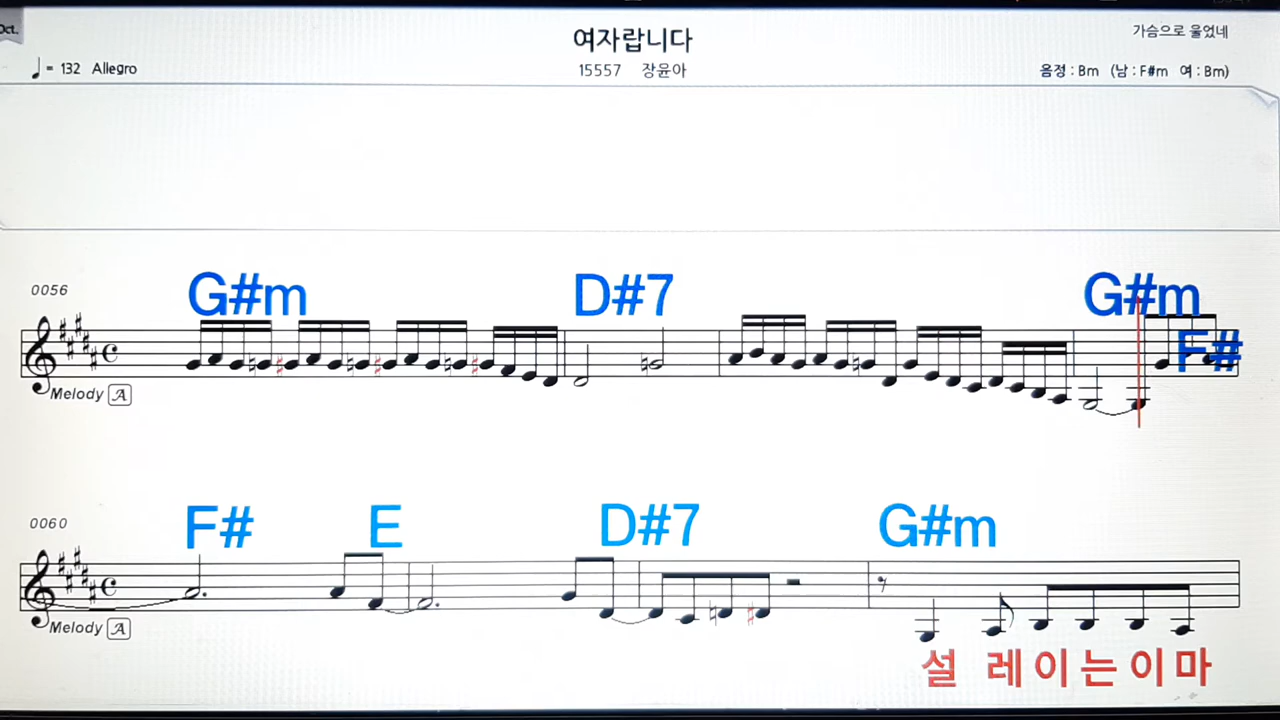 Oct.
여자랍니다
가슴으로 울었네
♩= 132 Allegro
15557 장윤아
음정 : Bm (남 : F#m 여 : Bm)
0056
G#m D#7 G#m F#
Melody A
0060
F# E D#7 G#m
Melody A
설 레 이 는 이 마